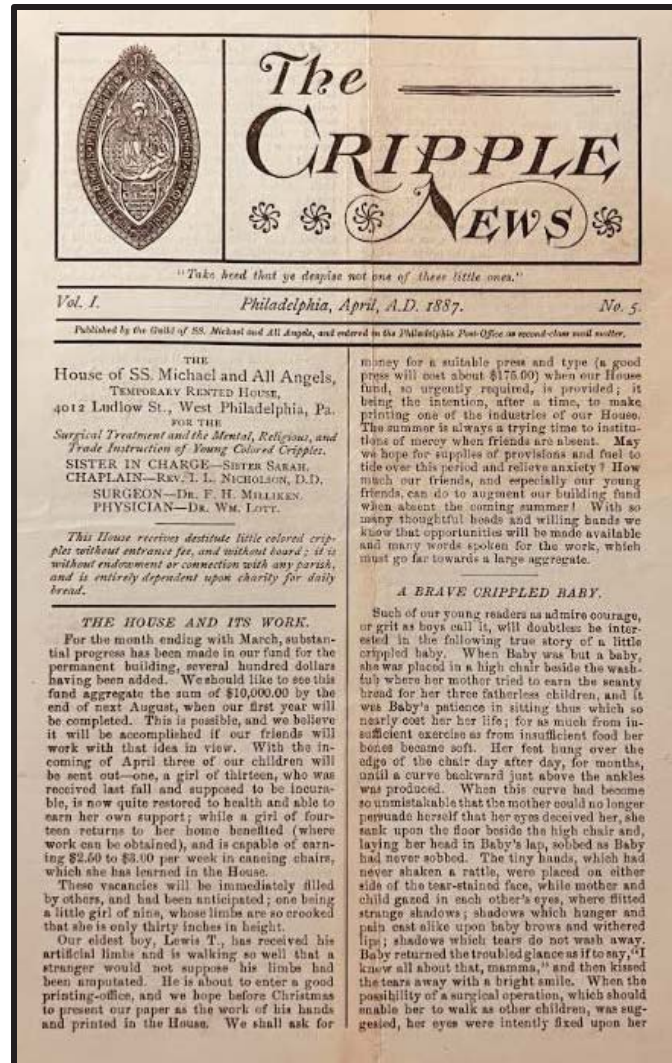 The
CRIPPLE
NEWS
"Take heed that ye despise not one of these little ones."
Vol. I. Philadelphia, April, A.D. 1887. No. 5.
Published by the Guild of SS. Michael and All Angels, and entered in the Philadelphia Post-Office as second-class mail matter.
THE
House of SS. Michael and All Angels,
TEMPORARY RENTED HOUSE,
4012 Ludlow St., West Philadelphia, Pa.
FOR THE
Surgical Treatment and the Mental, Religious, and
Trade Instruction of Young Colored Cripples.
SISTER IN CHARGE—SISTER SARAH.
CHAPLAIN—REV. I. L. NICHOLSON, D.D.
SURGEON—DR. F. H. MILLIKEN.
PHYSICIAN—DR. WM. LOTT.
This House receives destitute little colored crip-
ples without entrance fee, and without board; it is
without endowment or connection with any parish,
and is entirely dependent upon charity for daily
bread.
THE HOUSE AND ITS WORK.
For the month ending with March, substan-
tial progress has been made in our fund for the
permanent building, several hundred dollars
having been added. We should like to see this
fund aggregate the sum of $10,000.00 by the
end of next August, when our first year will
be completed. This is possible, and we believe
it will be accomplished if our friends will
work with that idea in view. With the in-
coming of April three of our children will
be sent out—one, a girl of thirteen, who was
received last fall and supposed to be incura-
ble, is now quite restored to health and able to
earn her own support; while a girl of four-
teen returns to her home benefited (where
work can be obtained), and is capable of earn-
ing $2.50 to $3.00 per week in caneing chairs,
which she has learned in the House.
These vacancies will be immediately filled
by others, and had been anticipated; one being
a little girl of nine, whose limbs are so crooked
that she is only thirty inches in height.
Our eldest boy, Lewis T., has received his
artificial limbs and is walking so well that a
stranger would not suppose his limbs had
been amputated. He is about to enter a good
printing-office, and we hope before Christmas
to present our paper as the work of his hands
and printed in the House. We shall ask for
money for a suitable press and type (a good
press will cost about $175.00) when our House
fund, so urgently required, is provided; it
being the intention, after a time, to make
printing one of the industries of our House.
The summer is always a trying time to institu-
tions of mercy when friends are absent. May
we hope for supplies of provisions and fuel to
tide over this period and relieve anxiety? How
much our friends, and especially our young
friends, can do to augment our building fund
when absent the coming summer! With so
many thoughtful heads and willing hands we
know that opportunities will be made available
and many words spoken for the work, which
must go far towards a large aggregate.
A BRAVE CRIPPLED BABY.
Such of our young readers as admire courage,
or grit as boys call it, will doubtless be inter-
ested in the following true story of a little
crippled baby. When Baby was but a baby,
she was placed in a high chair beside the wash-
tub where her mother tried to earn the scanty
bread for her three fatherless children, and it
was Baby's patience in sitting thus which so
nearly cost her her life; for as much from in-
sufficient exercise as from insufficient food her
bones became soft. Her feet hung over the
edge of the chair day after day, for months,
until a curve backward just above the ankles
was produced. When this curve had become
so unmistakable that the mother could no longer
persuade herself that her eyes deceived her, she
sank upon the floor beside the high chair and,
laying her head in Baby's lap, sobbed as Baby
had never sobbed. The tiny hands, which had
never shaken a rattle, were placed on either
side of the tear-stained face, while mother and
child gazed in each other's eyes, where flitted
strange shadows; shadows which hunger and
pain cast alike upon baby brows and withered
lips; shadows which tears do not wash away.
Baby returned the troubled glance as if to say, "I
know all about that, mamma," and then kissed
the tears away with a bright smile. When the
possibility of a surgical operation, which should
enable her to walk as other children, was sug-
gested, her eyes were intently fixed upon her